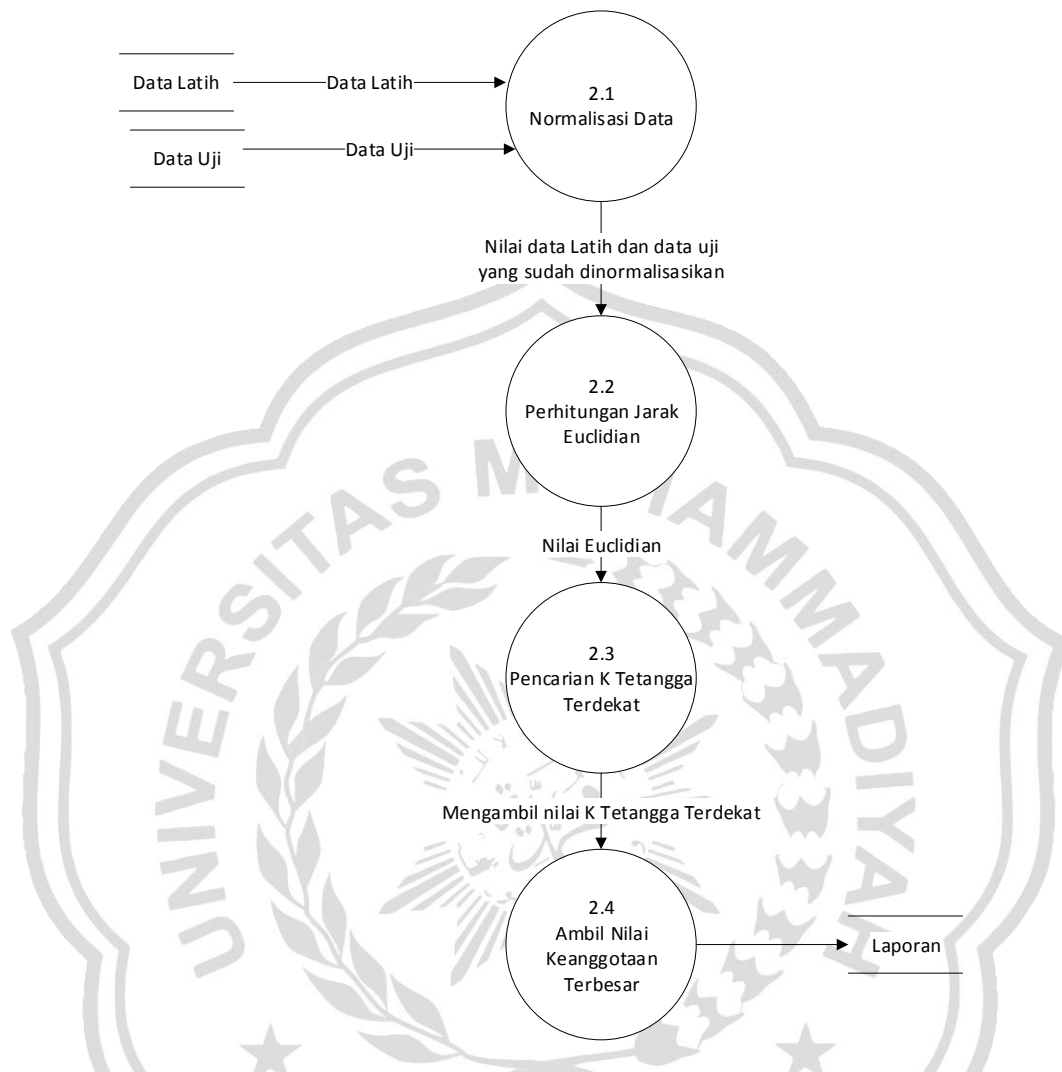 Data Latih
Data Latih
Data Uji
Data Uji
2.1
Normalisasi Data
Nilai data Latih dan data uji
yang sudah dinormalisasikan
2.2
Perhitungan Jarak
Euclidian
Nilai Euclidian
2.3
Pencarian K Tetangga
Terdekat
Mengambil nilai K Tetangga Terdekat
2.4
Ambil Nilai
Keanggotaan
Terbesar
Laporan
UNIVERSITAS M IAMMADIYAH